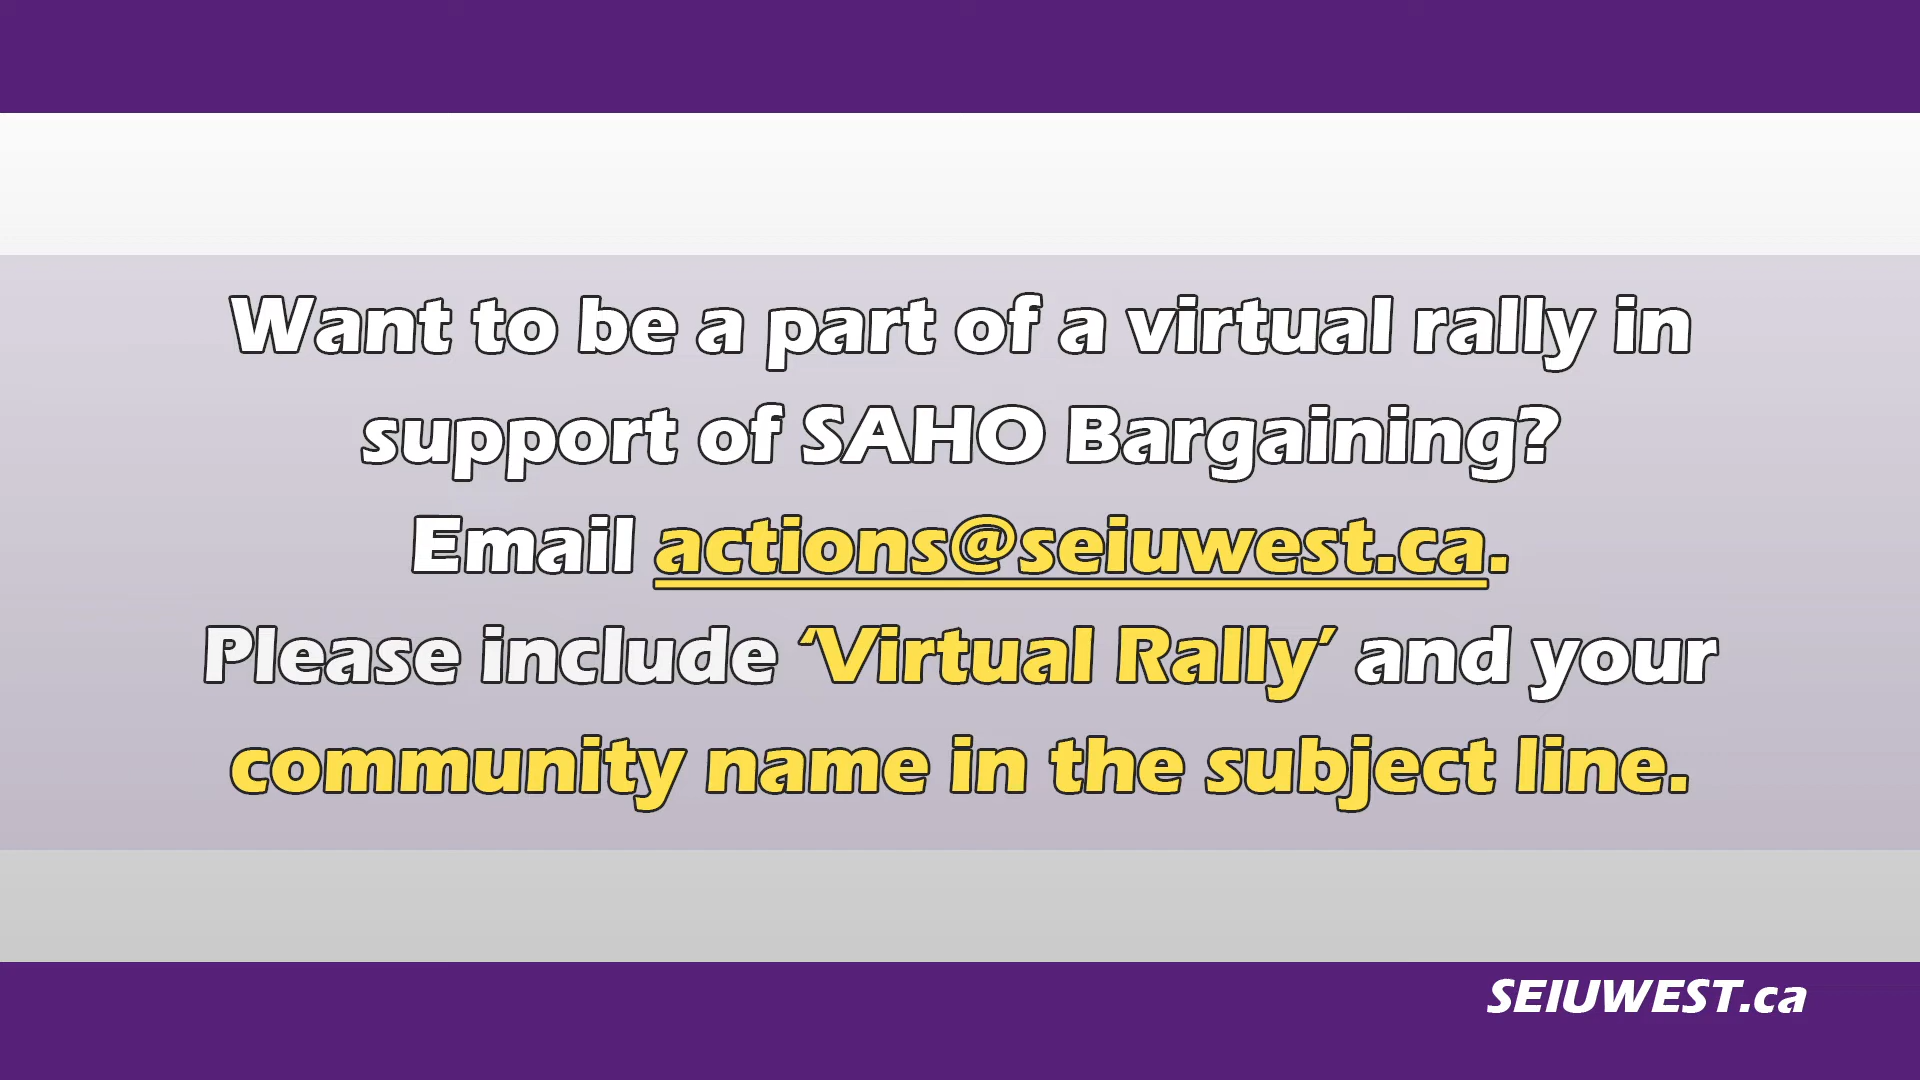 Want to be a part of a virtual rally in
support of SAHO Bargaining?
Email actions@seiuwest.ca.
Please include ‘Virtual Rally’ and your
community name in the subject line.
SEIUWEST.ca